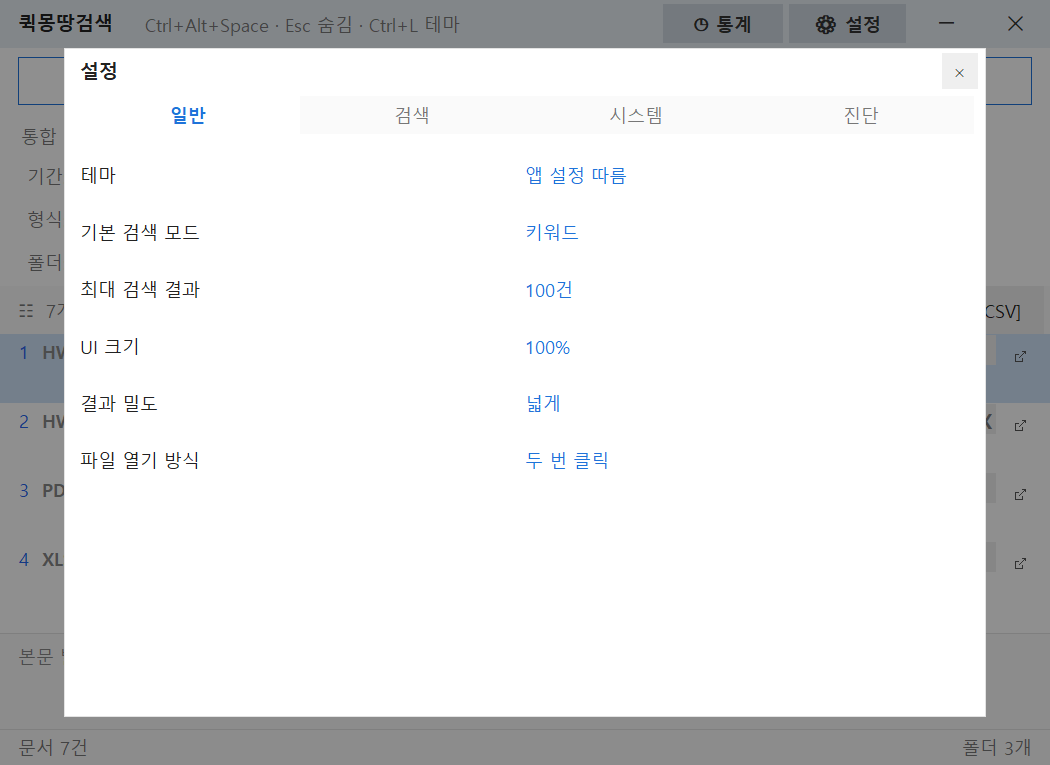 퀵몽땅검색 Ctrl+Alt+Space · Esc 숨김 · Ctrl+L 테마 통계 설정
설정
일반 검색 시스템 진단
통합
테마 앱 설정 따름
기간
형식
기본 검색 모드 키워드
폴더
최대 검색 결과 100건
CSV]
UI 크기 100%
1 HW
결과 밀도 넓게
2 HW
파일 열기 방식 두 번 클릭
3 PD
4 XL
본문
문서 7건 폴더 3개